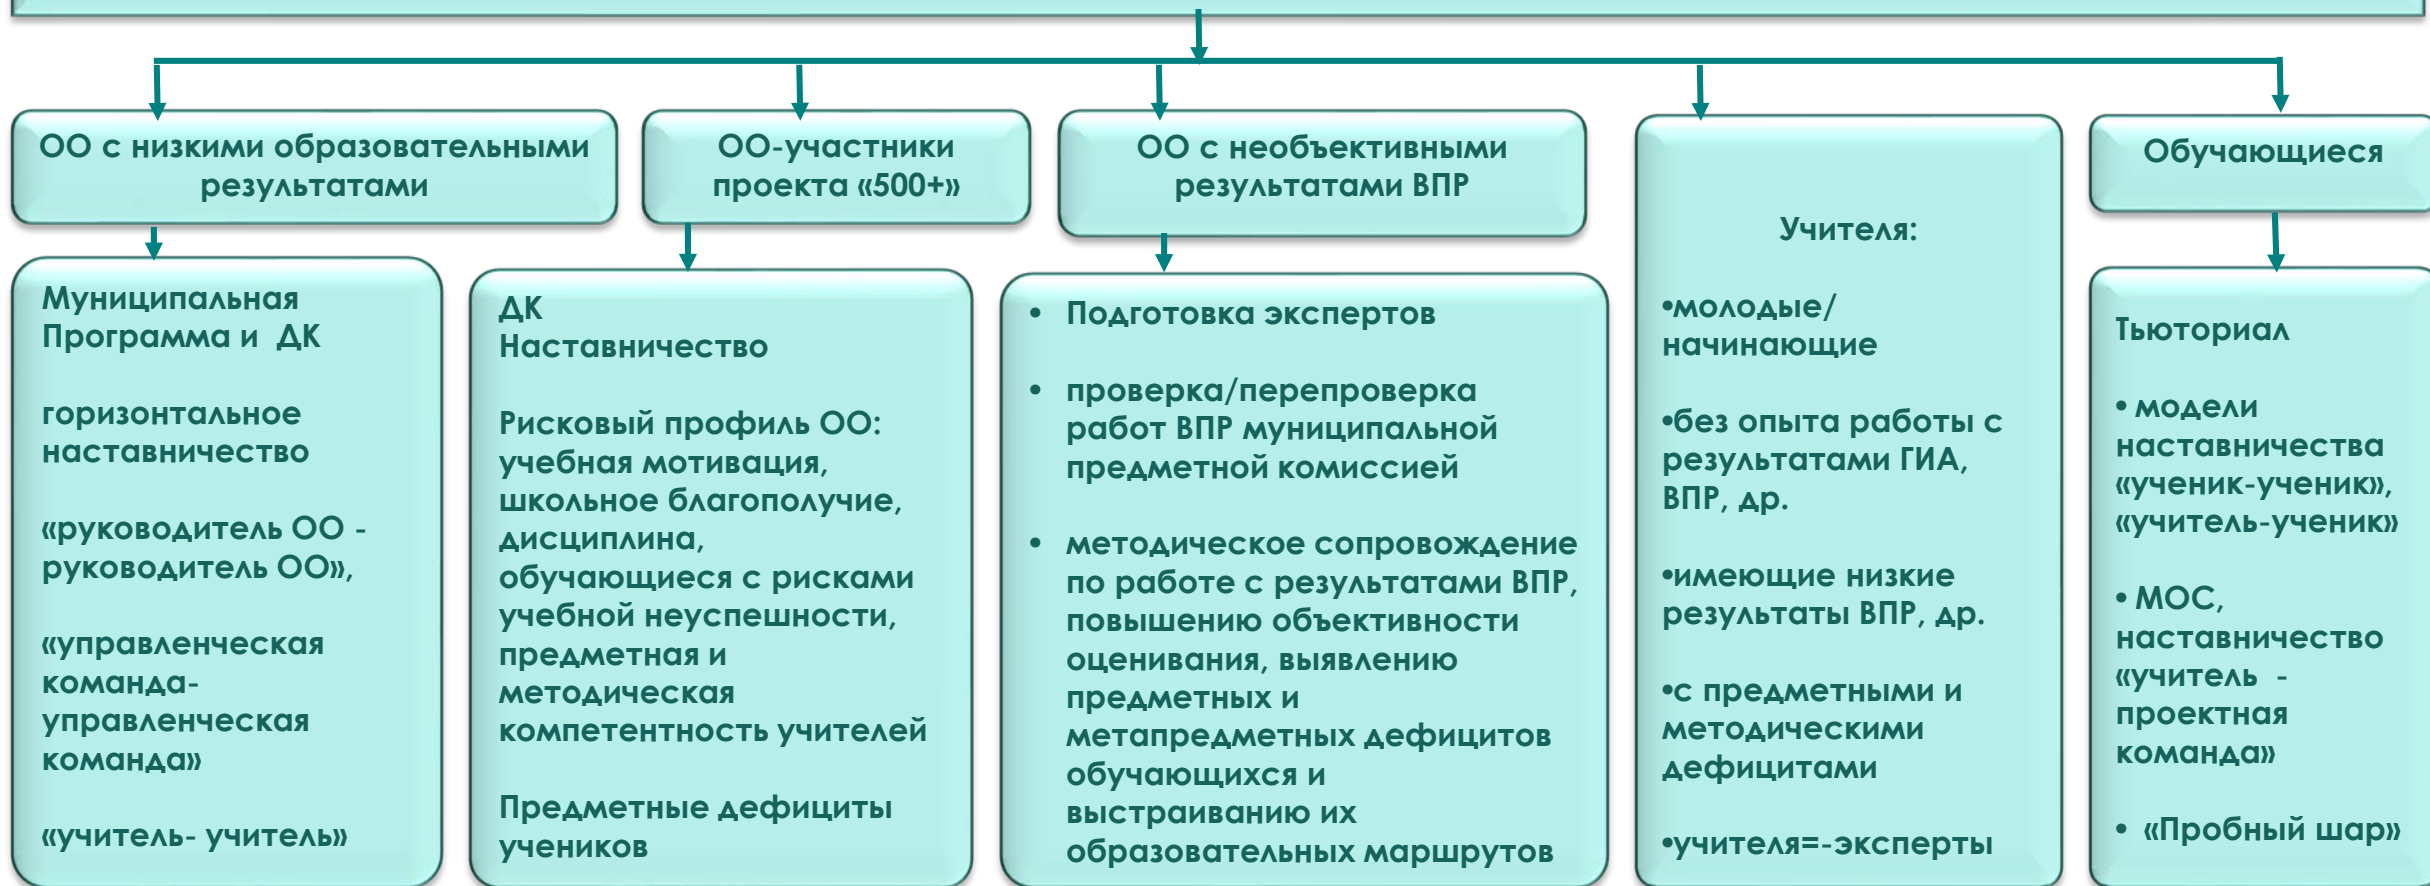 ОО с низкими образовательными
результатами
ОО-участники
проекта «500+»
ОО с необъективными
результатами ВПР
Обучающиеся
Муниципальная
Программа и ДК
горизонтальное
наставничество
«руководитель ОО -
руководитель ОО»,
«управленческая
команда-
управленческая
команда»
«учитель- учитель»
ДК
Наставничество
Рисковый профиль ОО:
учебная мотивация,
школьное благополучие,
дисциплина,
обучающиеся с рисками
учебной неуспешности,
предметная и
методическая
компетентность учителей
Предметные дефициты
учеников
• Подготовка экспертов
• проверка/перепроверка
работ ВПР муниципальной
предметной комиссией
• методическое сопровождение
по работе с результатами ВПР,
повышению объективности
оценивания, выявлению
предметных и
метапредметных дефицитов
обучающихся и
выстраиванию их
образовательных маршрутов
Учителя:
•молодые/
начинающие
•без опыта работы с
результатами ГИА,
ВПР, др.
•имеющие низкие
результаты ВПР, др.
•с предметными и
методическими
дефицитами
•учителя=-эксперты
Тьюториал
• модели
наставничества
«ученик-ученик»,
«учитель-ученик»
• МОС,
наставничество
«учитель -
проектная
команда»
• «Пробный шар»